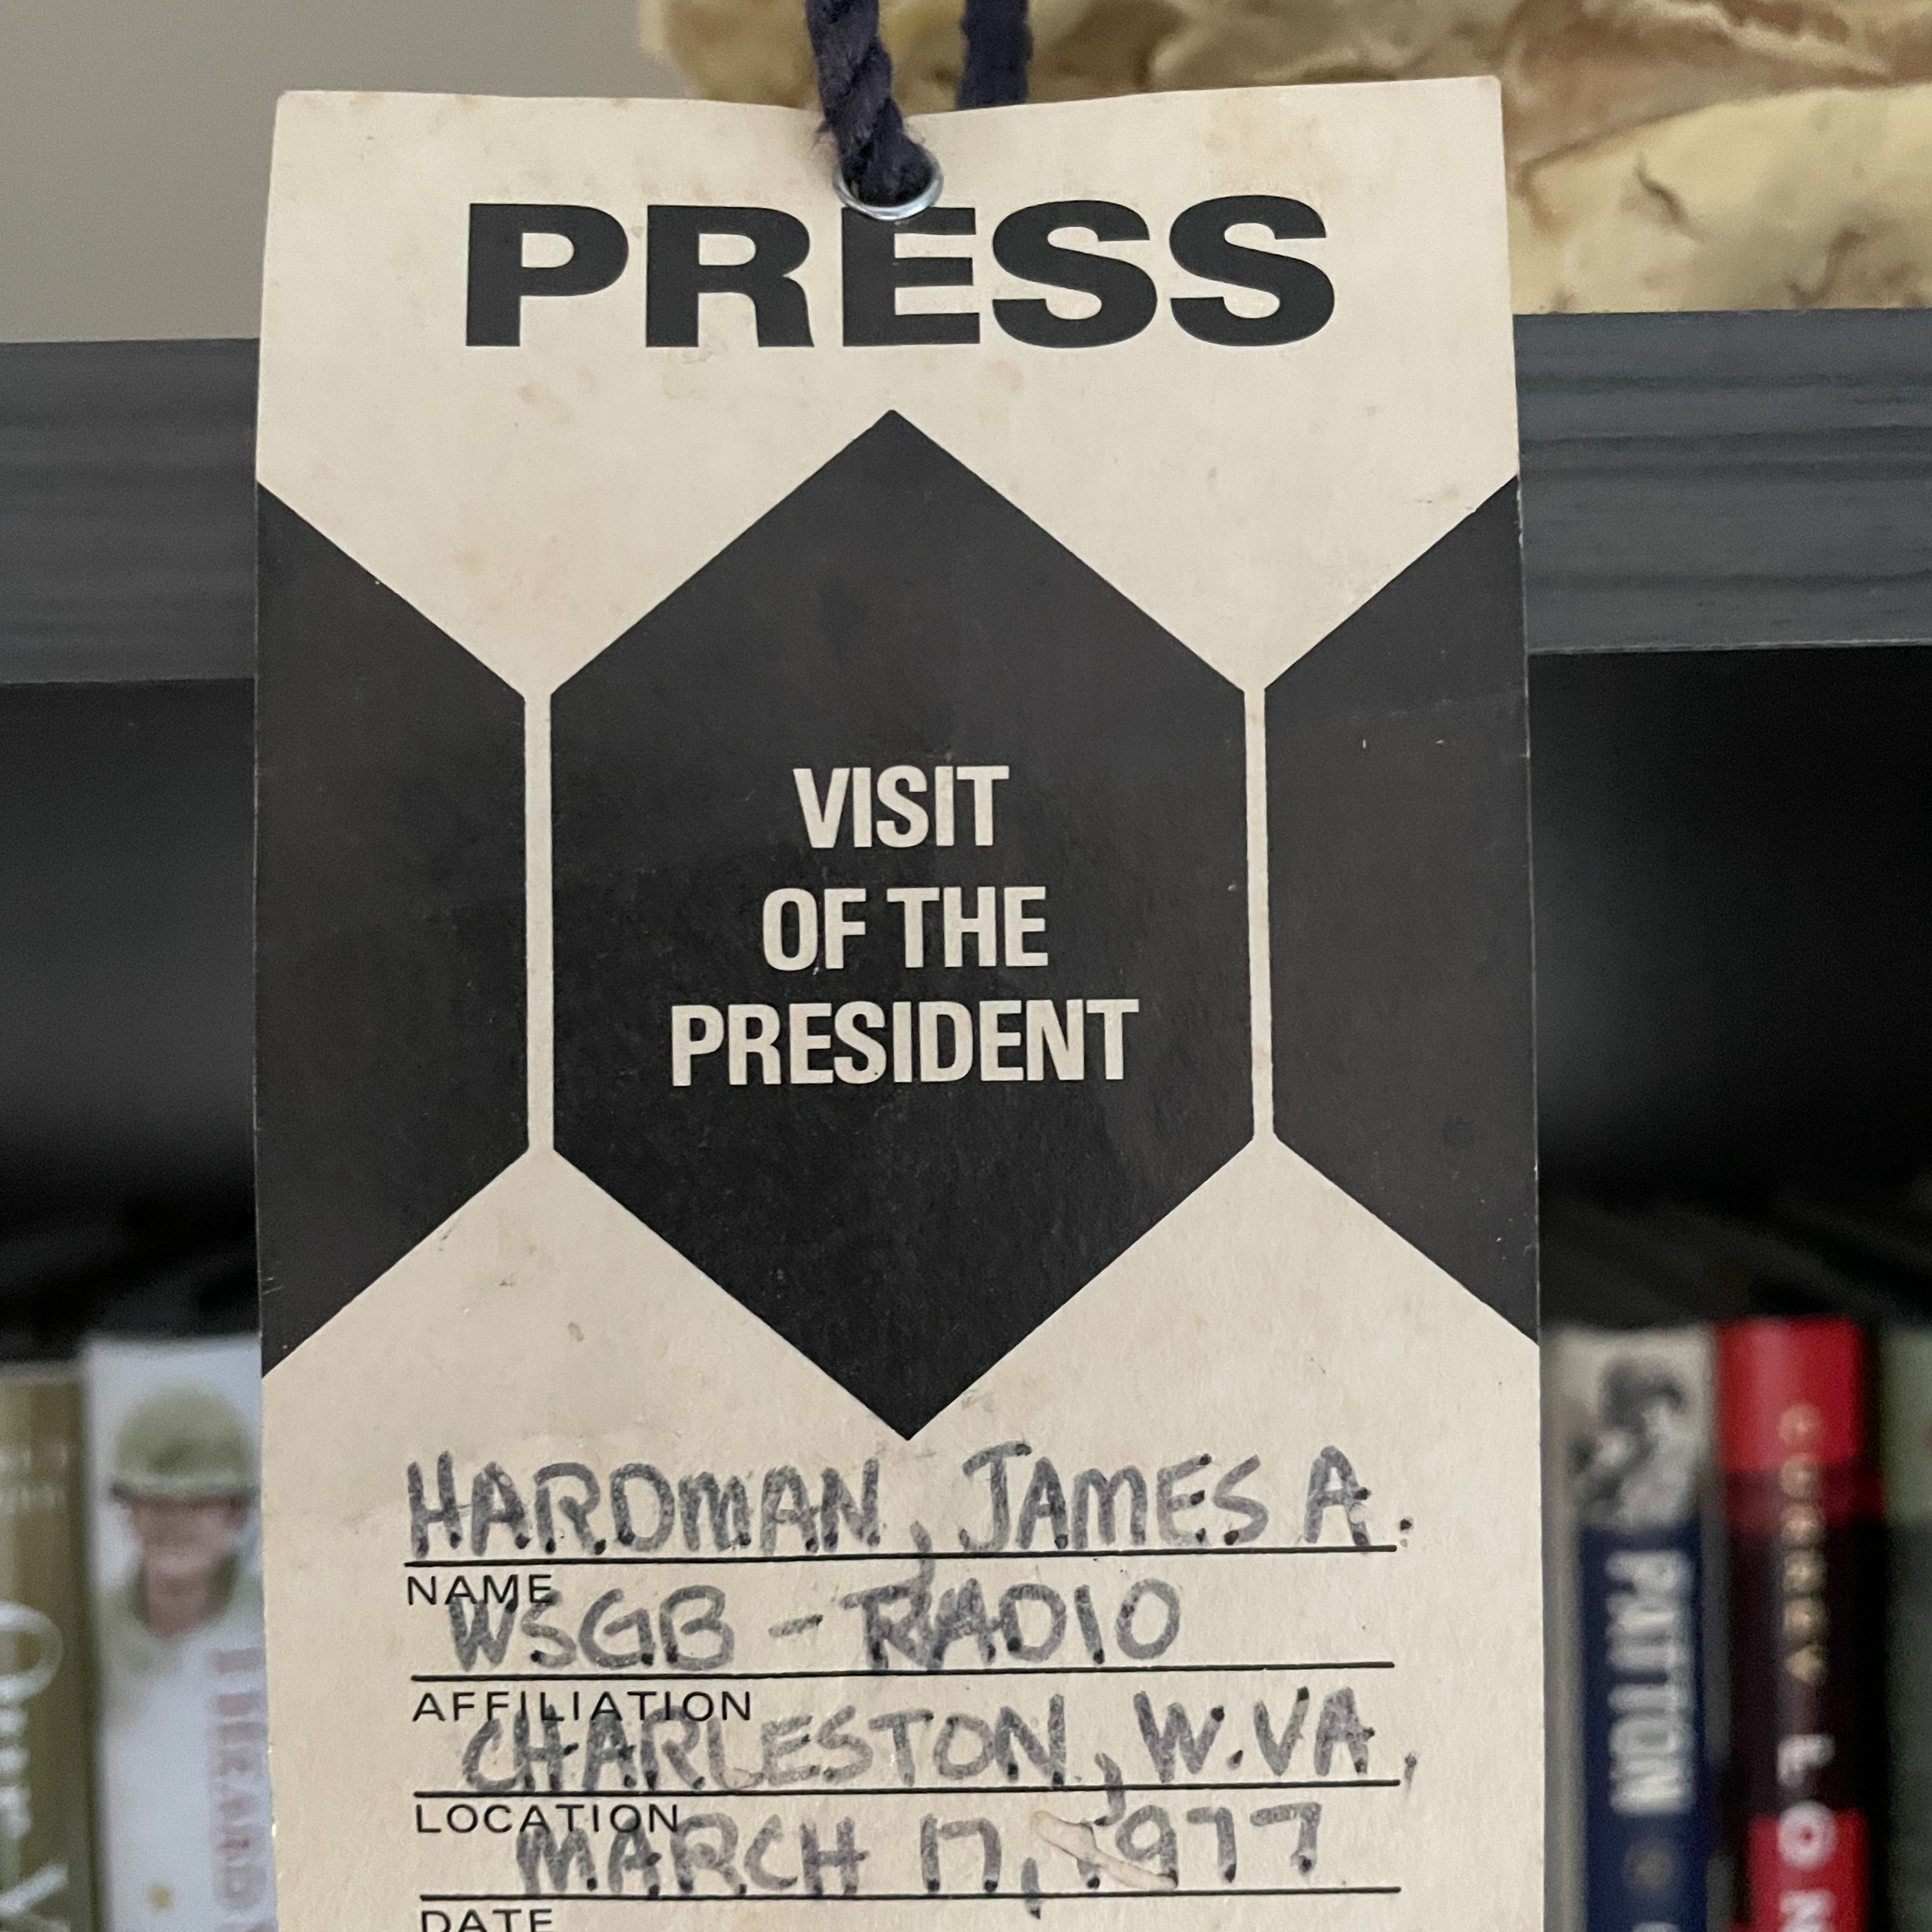 PRESS
VISIT
OF THE
PRESIDENT
HARDMAN, JAMES A.
NAME
WSGB - RADIO
AFFILIATION
CHARLESTON, W.VA.
LOCATION
MARCH 17, 1977
DATE
PATTON
CURREY